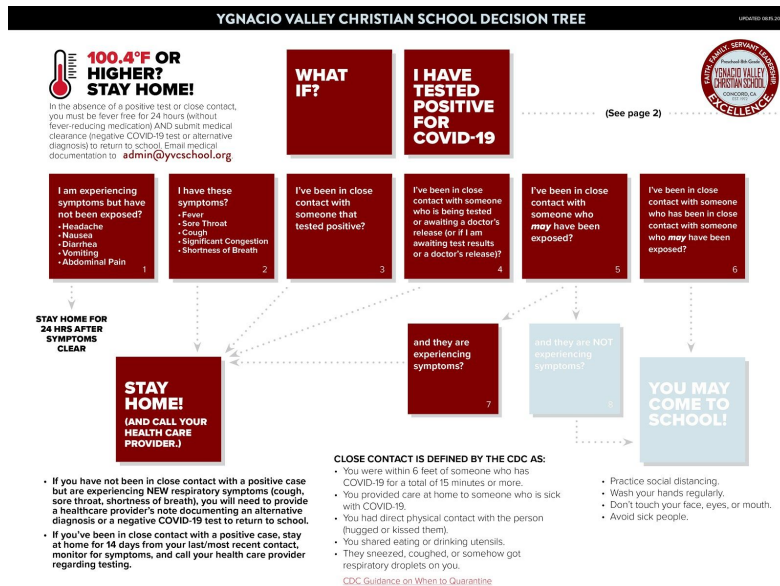 YGNACIO VALLEY CHRISTIAN SCHOOL DECISION TREE
100.4°F OR
HIGHER?
STAY HOME!
In the absence of a positive test or close contact,
you must be fever free for 24 hours (without
fever-reducing medication) AND submit medical
clearance (negative COVID-19 test or alternative
diagnosis) to return to school. Email medical
documentation to admin@yvcschool.org
WHAT
IF?
I HAVE
TESTED
POSITIVE
FOR
COVID-19
(See page 2)
FAITH. FAMILY. SERVANT LEADERSHIP.
Preschool-8th Grade
YGNACIO VALLEY
CHRISTIAN SCHOOL
CONCORD, CA
EXCELLENCE.
I am experiencing
symptoms but have
not been exposed?
• Headache
• Nausea
• Diarrhea
• Vomiting
• Abdominal Pain
1
I have these
symptoms?
• Fever
• Sore Throat
• Cough
• Significant Congestion
• Shortness of Breath
2
I've been in close
contact with
someone that
tested positive?
3
I've been in close
contact with someone
who is being tested
or awaiting a doctor's
release (or if I am
awaiting test results
or a doctor's release)?
4
I've been in close
contact with
someone who
may have been
exposed?
5
I've been in close
contact with someone
who has been in close
contact with someone
who may have been
exposed?
6
STAY HOME FOR
24 HRS AFTER
SYMPTOMS
CLEAR
STAY
HOME!
(AND CALL YOUR
HEALTH CARE
PROVIDER.)
and they are
experiencing
symptoms?
7
and they are NOT
experiencing
symptoms?
YOU MAY
COME TO
SCHOOL!
• If you have not been in close contact with a positive case
but are experiencing NEW respiratory symptoms (cough,
sore throat, shortness of breath), you will need to provide
a healthcare provider's note documenting an alternative
diagnosis or a negative COVID-19 test to return to school.
• If you've been in close contact with a positive case, stay
at home for 14 days from your last/most recent contact,
monitor for symptoms, and call your health care provider
regarding testing.
CLOSE CONTACT IS DEFINED BY THE CDC AS:
• You were within 6 feet of someone who has
COVID-19 for a total of 15 minutes or more.
• You provided care at home to someone who is sick
with COVID-19.
• You had direct physical contact with the person
(hugged or kissed them).
• You shared eating or drinking utensils.
• They sneezed, coughed, or somehow got
respiratory droplets on you.
CDC Guidance on When to Quarantine
• Practice social distancing.
• Wash your hands regularly.
• Don't touch your face, eyes, or mouth.
• Avoid sick people.